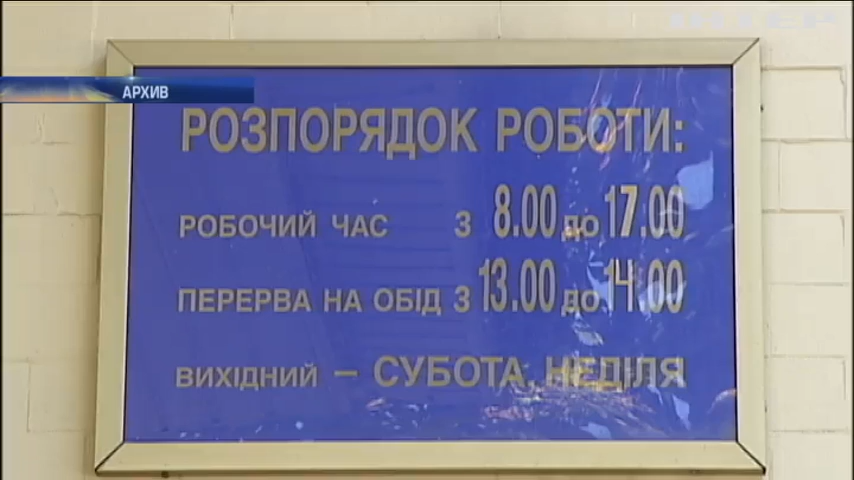 ІНТЕР
АРХИВ
РОЗПОРЯДОК РОБОТИ:
РОБОЧИЙ ЧАС З 8.00 до 17.00
ПЕРЕРВА НА ОБІД З 13.00 до 14.00
ВИХІДНИЙ – СУБОТА, НЕДІЛЯ